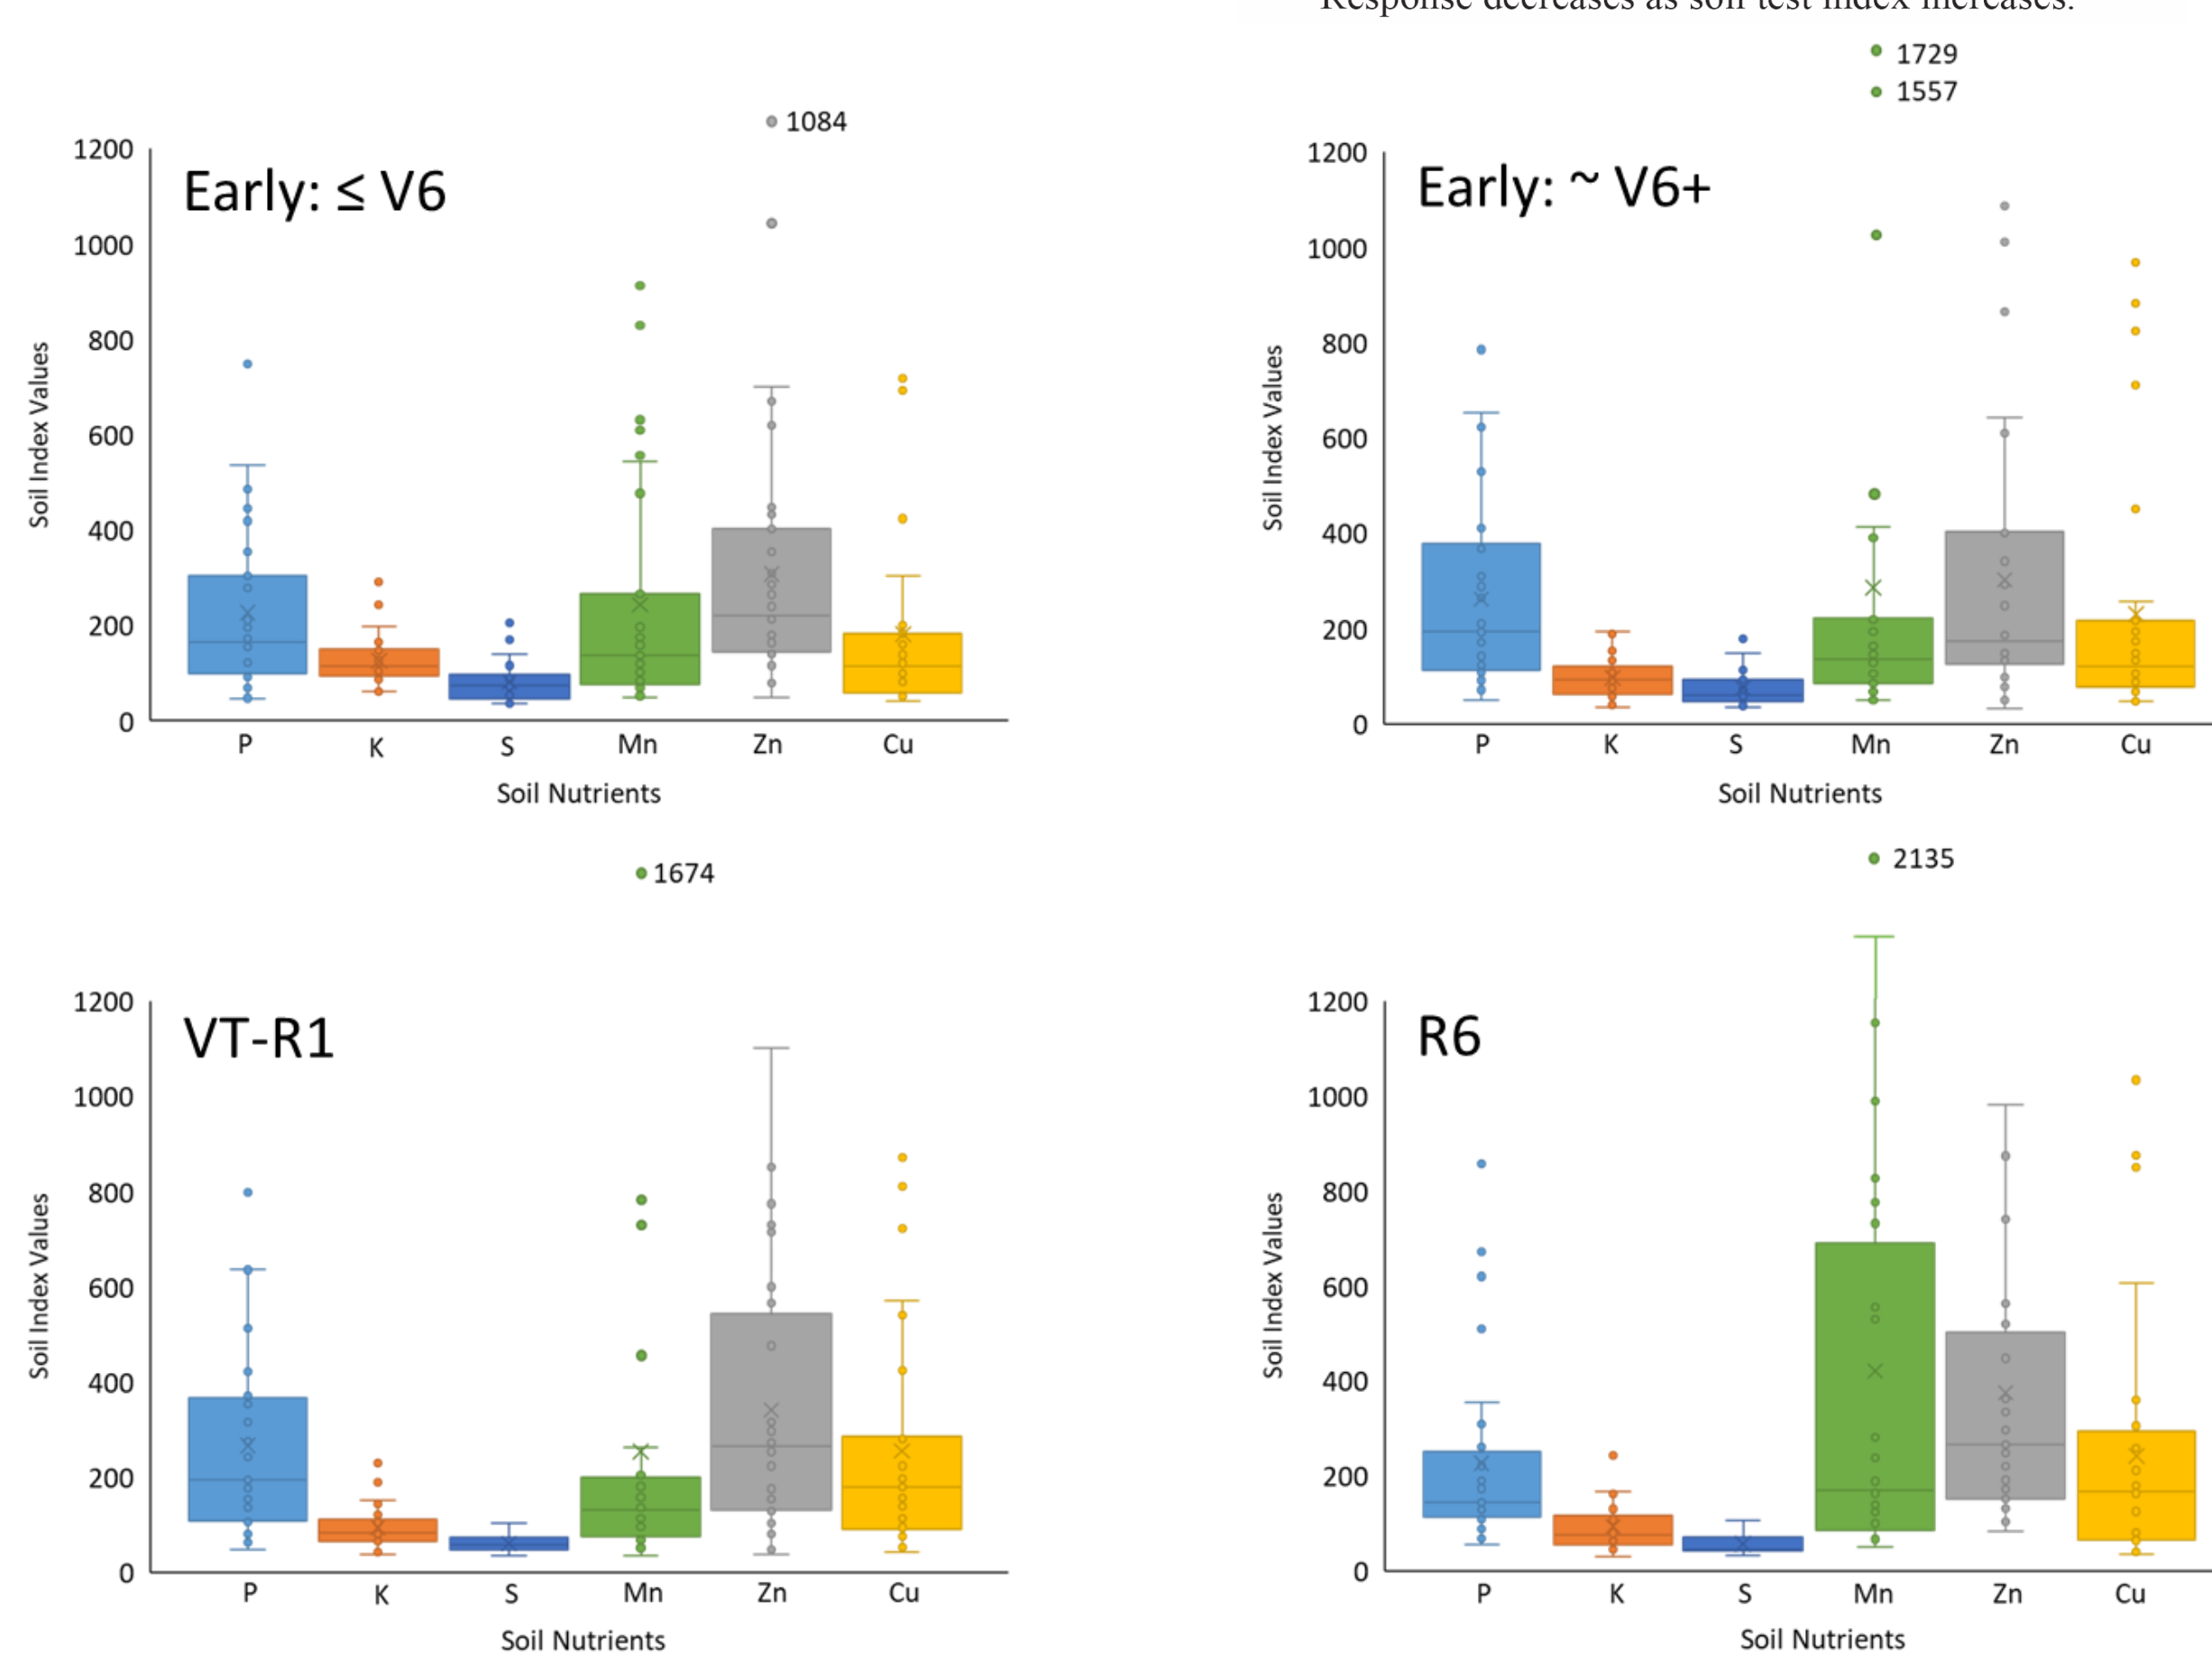 Response decreases as soil test index increases.
1084
1200
1000
800
600
400
200
0
Early: ≤ V6
Soil Index Values
P K S Mn Zn Cu
Soil Nutrients
1729
1557
1200
1000
800
600
400
200
0
Early: ~ V6+
Soil Index Values
P K S Mn Zn Cu
Soil Nutrients
1674
1200
1000
800
600
400
200
0
VT-R1
Soil Index Values
P K S Mn Zn Cu
Soil Nutrients
2135
1200
1000
800
600
400
200
0
R6
Soil Index Values
P K S Mn Zn Cu
Soil Nutrients